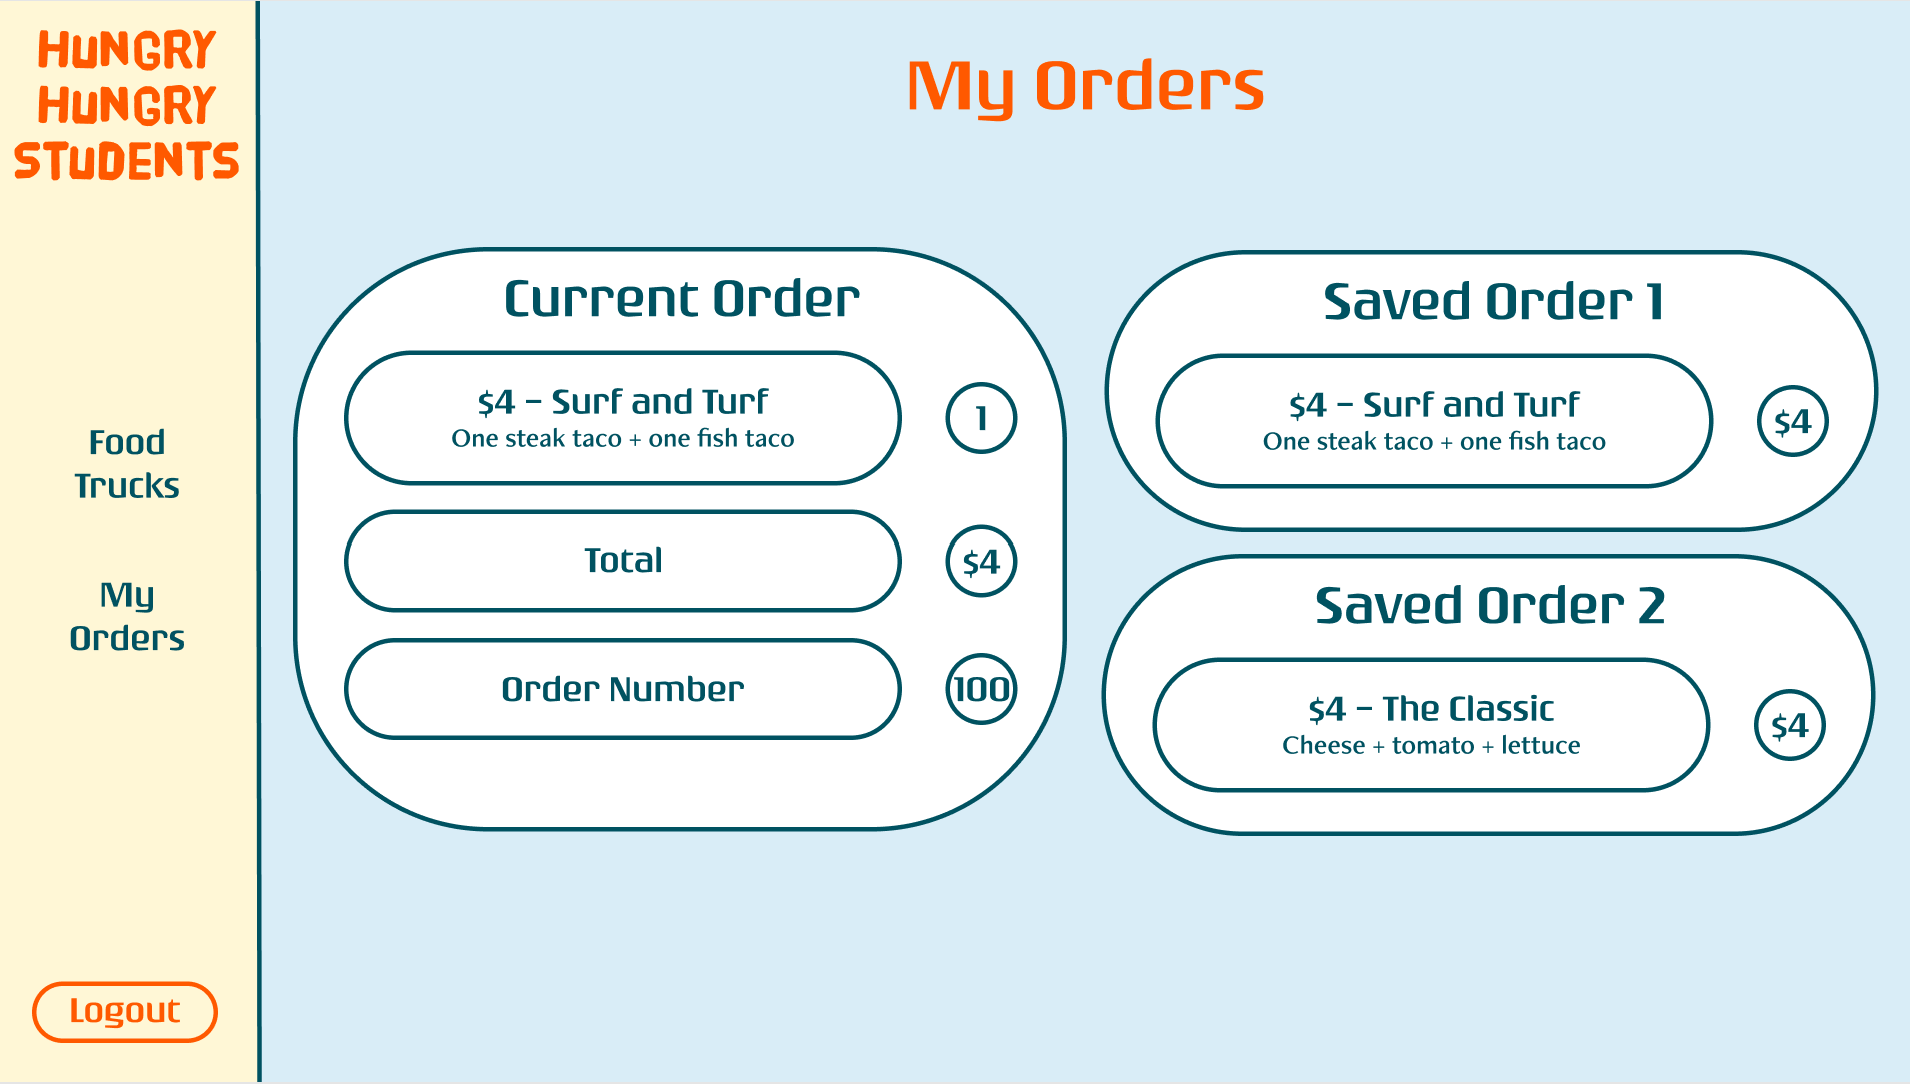 HUNGRY
HUNGRY
STUDENTS
Food
Trucks
My
Orders
Logout
My Orders
Current Order
$4 – Surf and Turf
One steak taco + one fish taco
1
Total
$4
Order Number
100
Saved Order 1
$4 – Surf and Turf
One steak taco + one fish taco
$4
Saved Order 2
$4 – The Classic
Cheese + tomato + lettuce
$4